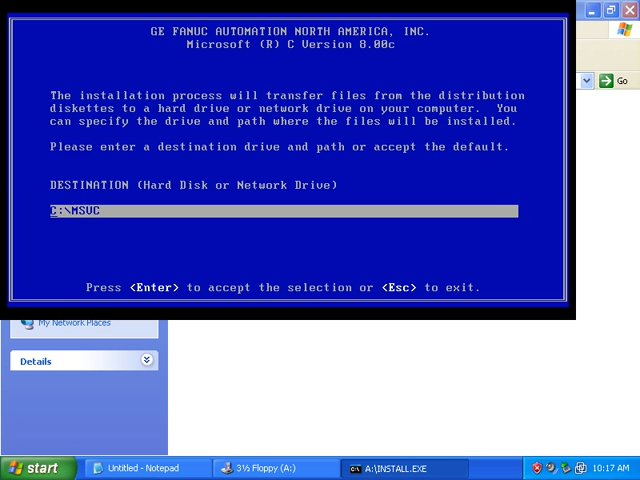 GE FANUC AUTOMATION NORTH AMERICA, INC.
Microsoft (R) C Version 8.00c
The installation process will transfer files from the distribution
diskettes to a hard drive or network drive on your computer.  You
can specify the drive and path where the files will be installed.
Please enter a destination drive and path or accept the default.
DESTINATION (Hard Disk or Network Drive)
C:\MSVC
Press <Enter> to accept the selection or <Esc> to exit.
Go
My Network Places
Details
start
Untitled - Notepad
3½ Floppy (A:)
A:\INSTALL.EXE
10:17 AM